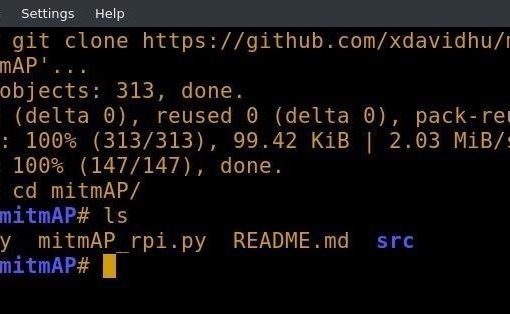 Settings Help
git clone https://github.com/xdavidhu/
mAP'...
objects: 313, done.
(delta 0), reused 0 (delta 0), pack-reu
: 100% (313/313), 99.42 KiB | 2.03 MiB/s
100% (147/147), done.
cd mitmAP/
mitmAP# ls
y mitmAP_rpi.py README.md src
mitmAP#